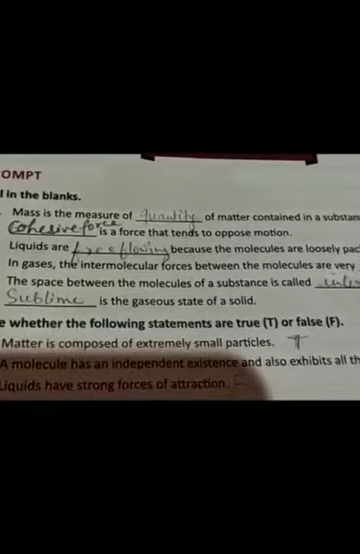 OMPT
l in the blanks.
Mass is the measure of quantity of matter contained in a substan
Cohesive force is a force that tends to oppose motion.
Liquids are free flowing because the molecules are loosely pac
In gases, the intermolecular forces between the molecules are very
The space between the molecules of a substance is called inter
Sublime is the gaseous state of a solid.
e whether the following statements are true (T) or false (F).
Matter is composed of extremely small particles. T
A molecule has an independent existence and also exhibits all th
Liquids have strong forces of attraction.